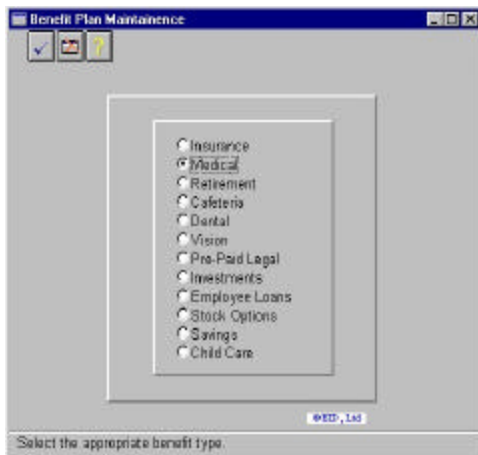 Benefit Plan Maintainence
Insurance
Medical
Retirement
Cafeteria
Dental
Vision
Pre-Paid Legal
Investments
Employee Loans
Stock Options
Savings
Child Care
Select the appropriate benefit type.